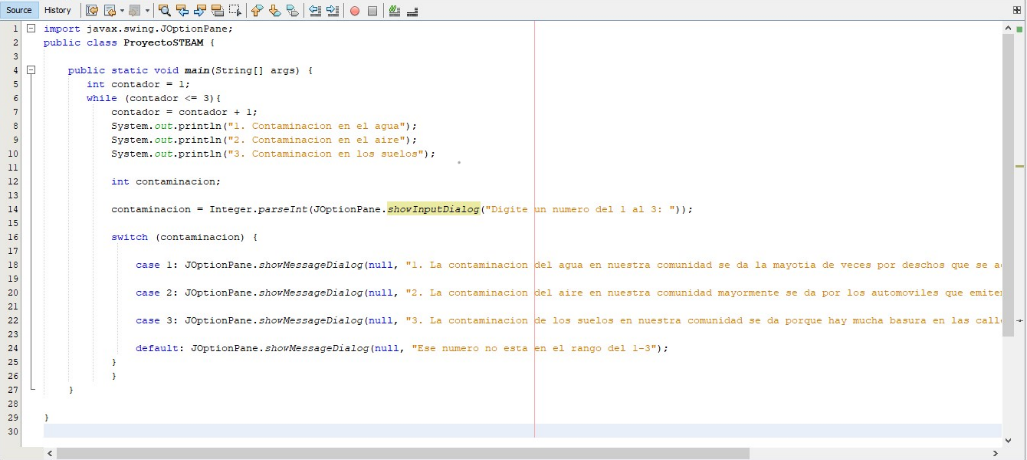 Source History
1 import javax.swing.JOptionPane;
2 public class ProyectoSTEAM {
3
4 public static void main(String[] args) {
5 int contador = 1;
6 while (contador <= 3){
7 contador = contador + 1;
8 System.out.println("1. Contaminacion en el agua");
9 System.out.println("2. Contaminacion en el aire");
10 System.out.println("3. Contaminacion en los suelos");
11
12 int contaminacion;
13
14 contaminacion = Integer.parseInt(JOptionPane.showInputDialog("Digite un numero del 1 al 3: "));
15
16 switch (contaminacion) {
17
18 case 1: JOptionPane.showMessageDialog(null, "1. La contaminacion del agua en nuestra comunidad se da la mayotia de veces por deschos que se a
19
20 case 2: JOptionPane.showMessageDialog(null, "2. La contaminacion del aire en nuestra comunidad mayormente se da por los automoviles que emiten
21
22 case 3: JOptionPane.showMessageDialog(null, "3. La contaminacion de los suelos en nuestra comunidad se da porque hay mucha basura en las call
23
24 default: JOptionPane.showMessageDialog(null, "Ese numero no esta en el rango del 1-3");
25 }
26 }
27 }
28
29 }
30